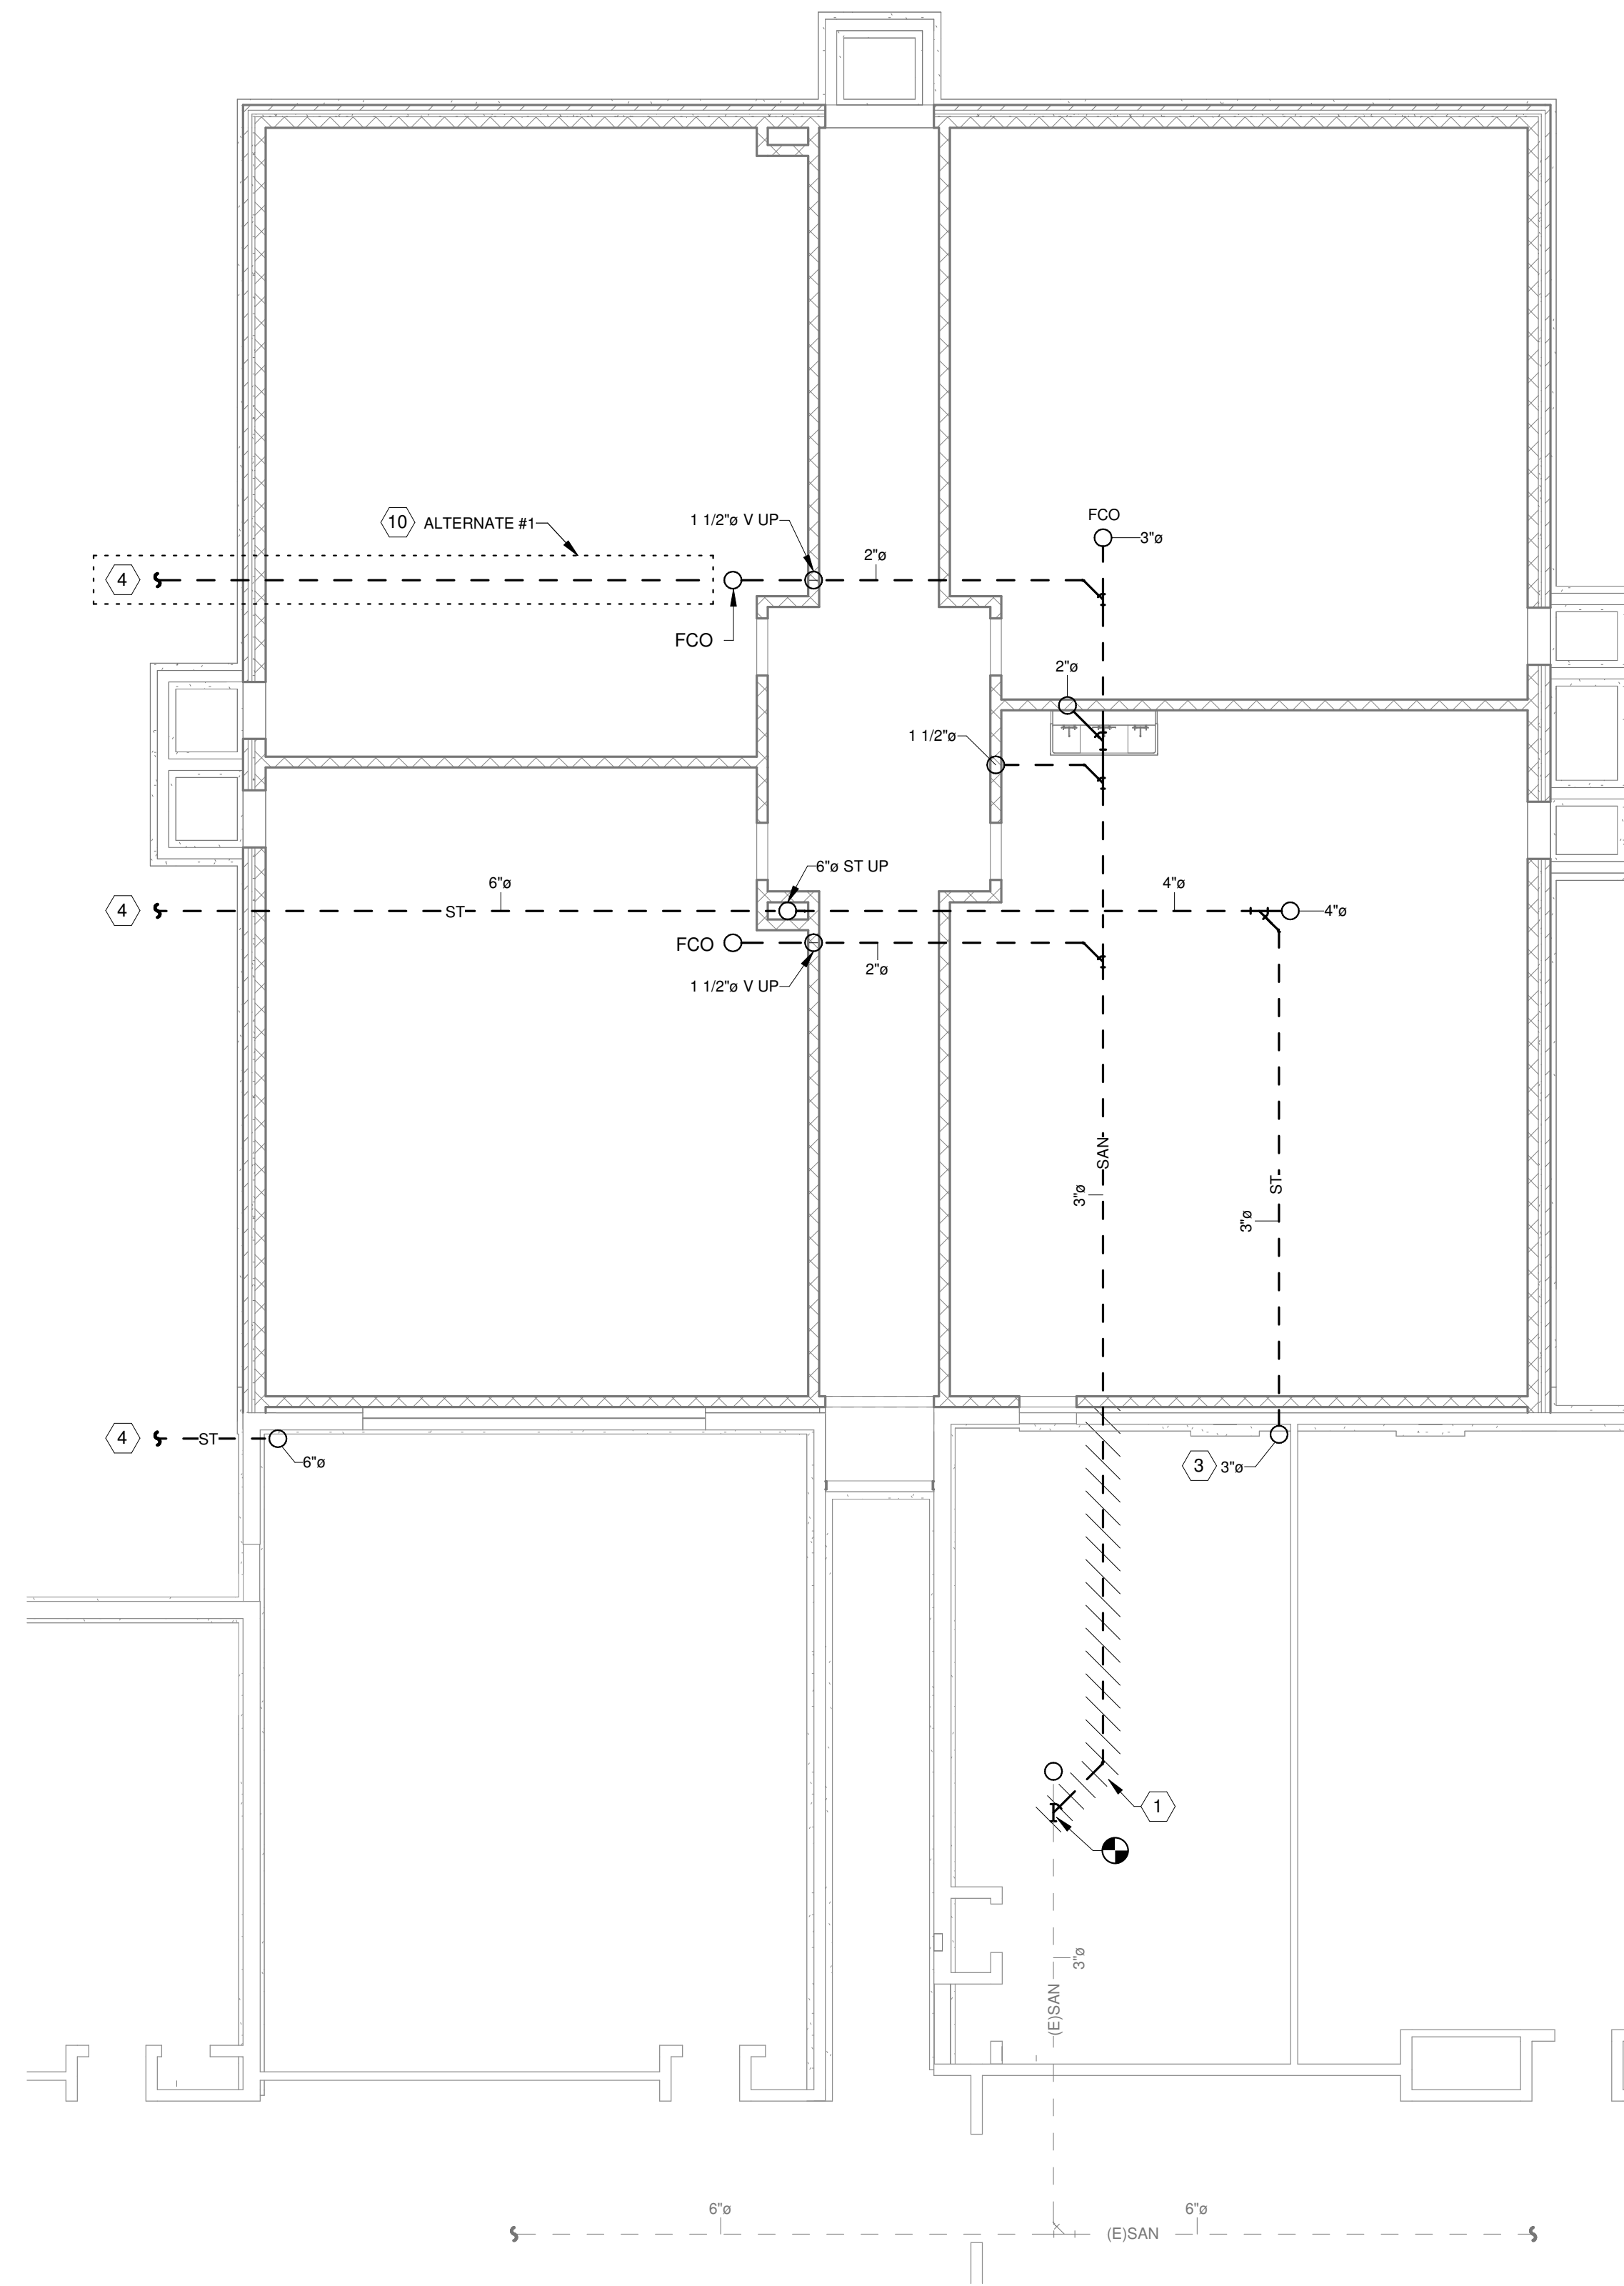 10 ALTERNATE #1
1 1/2"ø V UP
FCO
2"ø
3"ø
4
FCO
2"ø
1 1/2"ø
6"ø ST UP
6"ø
4"ø
4
ST
4"ø
FCO
2"ø
1 1/2"ø V UP
SAN
ST
3"ø
3"ø
4
ST
6"ø
3
3"ø
1
3"ø
(E)SAN
6"ø
6"ø
(E)SAN